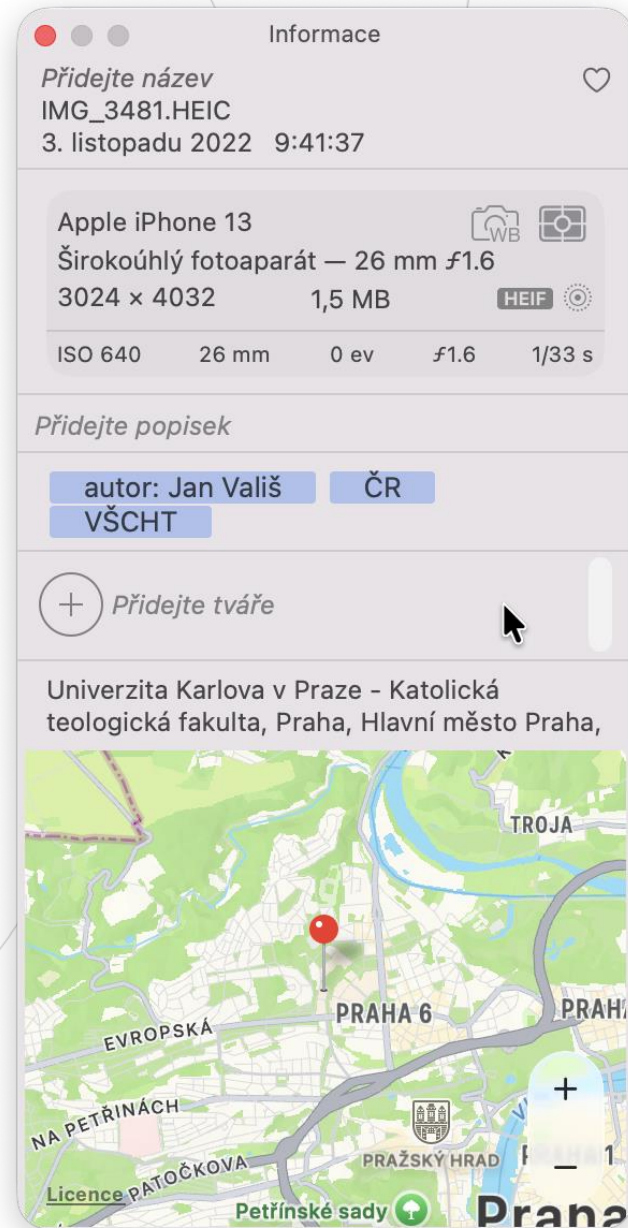 Informace
Přidejte název
IMG_3481.HEIC
3. listopadu 2022 9:41:37
Apple iPhone 13
WB
Širokoúhlý fotoaparát — 26 mm ƒ1.6
3024 × 4032 1,5 MB HEIF
ISO 640 26 mm 0 ev ƒ1.6 1/33 s
Přidejte popisek
autor: Jan Vališ ČR
VŠCHT
+ Přidejte tváře
Univerzita Karlova v Praze - Katolická
teologická fakulta, Praha, Hlavní město Praha,
TROJA
PRAHA 6
PRAH
EVROPSKÁ
+
NA PETŘINÁCH
PRAŽSKÝ HRAD
−
1
PATOČKOVA
Licence
Petřínské sady